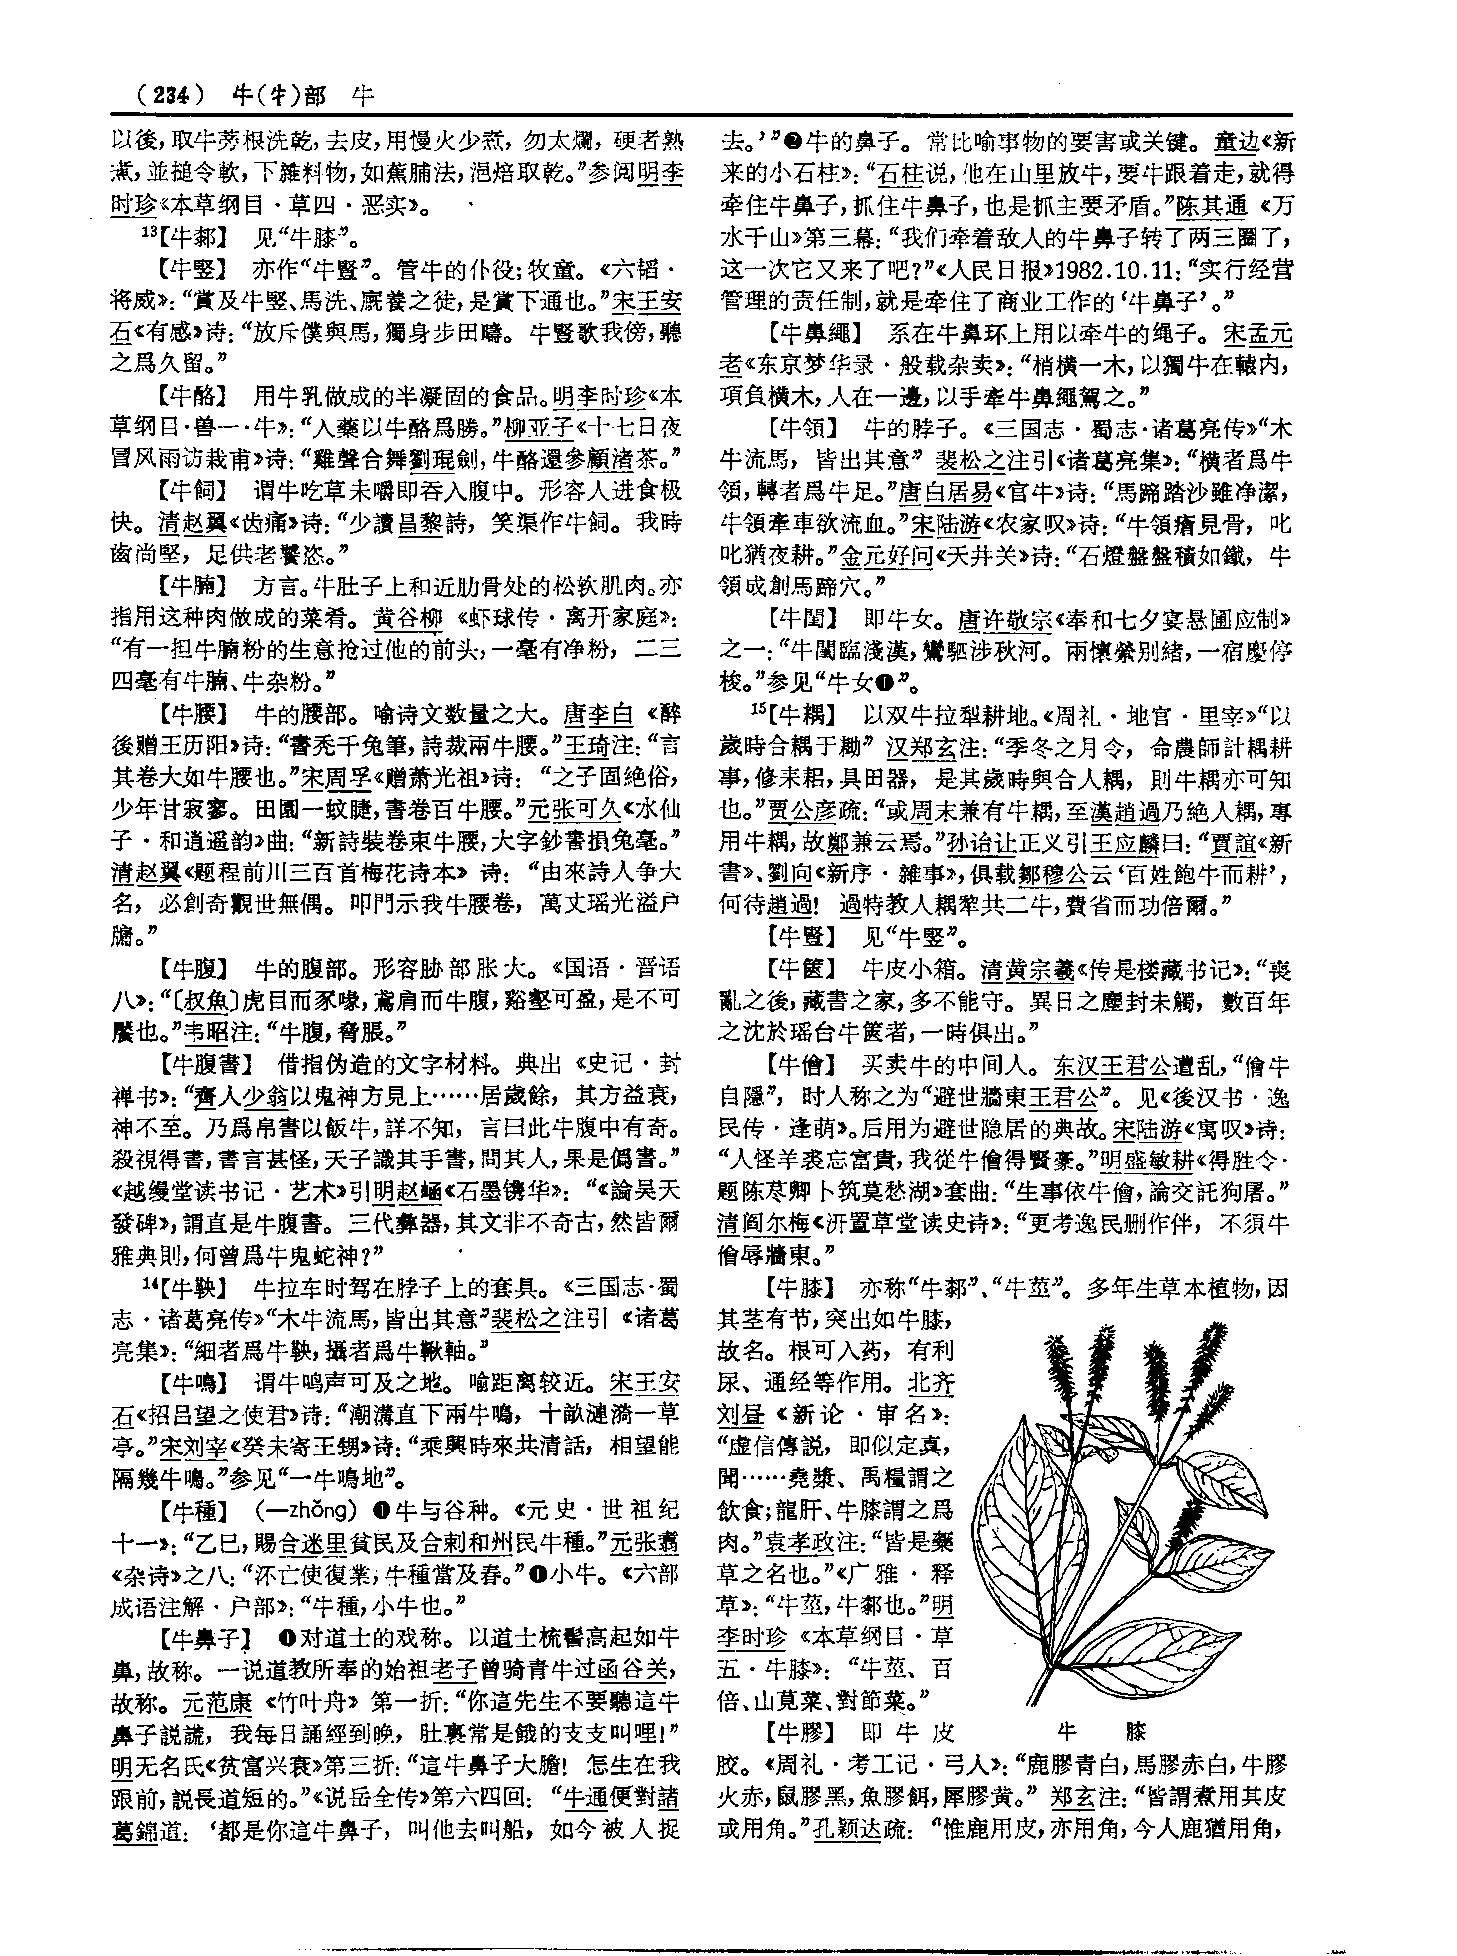 (234) 牛(牜)部 牛
以後，取牛蒡根洗乾，去皮，用慢火少煮，勿太爛，硬者熟
煮，並搥令軟，下雜料物，如蕉脯法，浥焙取乾。”参阅明李
时珍《本草纲目·草四·恶实》。
13【牛䣛】 见“牛膝”。
【牛竪】 亦作“牛豎”。管牛的仆役；牧童。《六韬·
将威》：“賞及牛竪、馬洗、廐養之徒，是賞下通也。”宋王安
石《有感》诗：“放斥僕與馬，獨身步田疇。牛豎歌我傍，聽
之爲久留。”
【牛酪】 用牛乳做成的半凝固的食品。明李时珍《本
草纲目·兽一·牛》：“入藥以牛酪爲勝。”柳亚子《十七日夜
冒风雨访栽甫》诗：“雞聲合舞劉琨劍，牛酪還參顧渚茶。”
【牛飼】 谓牛吃草未嚼即吞入腹中。形容人进食极
快。清赵翼《齿痛》诗：“少讀昌黎詩，笑渠作牛飼。我時
齒尚堅，足供老饕恣。”
【牛腩】 方言。牛肚子上和近肋骨处的松软肌肉。亦
指用这种肉做成的菜肴。黄谷柳《虾球传·离开家庭》：
“有一担牛腩粉的生意抢过他的前头，一毫有净粉，二三
四毫有牛腩、牛杂粉。”
【牛腰】 牛的腰部。喻诗文数量之大。唐李白《醉
後赠王历阳》诗：“書秃千兔筆，詩裁兩牛腰。”王琦注：“言
其卷大如牛腰也。”宋周孚《赠萧光祖》诗：“之子固絶俗，
少年甘寂寥。田園一蚊睫，書卷百牛腰。”元张可久《水仙
子·和逍遥韵》曲：“新詩裝卷束牛腰，大字鈔書損兔毫。”
清赵翼《题程前川三百首梅花诗本》诗：“由來詩人争大
名，必創奇觀世無偶。叩門示我牛腰卷，萬丈瑶光溢户
牖。”
【牛腹】 牛的腹部。形容胁部胀大。《国语·晋语
八》：“〔叔魚〕虎目而豕喙，鳶肩而牛腹，谿壑可盈，是不可
饜也。”韦昭注：“牛腹，脅脹。”
【牛腹書】 借指伪造的文字材料。典出《史记·封
禅书》：“齊人少翁以鬼神方見上……居歲餘，其方益衰，
神不至。乃爲帛書以飯牛，詳不知，言曰此牛腹中有奇。
殺視得書，書言甚怪，天子識其手書，問其人，果是僞書。”
《越缦堂读书记·艺术》引明赵崡《石墨镌华》：“《論吴天
發碑》，謂直是牛腹書。三代彝器，其文非不奇古，然皆爾
雅典則，何曾爲牛鬼蛇神？”
14【牛鞅】 牛拉车时驾在脖子上的套具。《三国志·蜀
志·诸葛亮传》“木牛流馬，皆出其意”裴松之注引《诸葛
亮集》：“細者爲牛鞅，攝者爲牛鞦軸。”
【牛鳴】 谓牛鸣声可及之地。喻距离较近。宋王安
石《招吕望之使君》诗：“潮溝直下兩牛鳴，十畝漣漪一草
亭。”宋刘宰《癸未寄王甥》诗：“乘興時來共清話，相望能
隔幾牛鳴。”参见“一牛鳴地”。
【牛種】 (—zhǒng) ❶牛与谷种。《元史·世祖纪
十一》：“乙巳，賜合迷里貧民及合剌和州民牛種。”元张翥
《杂诗》之八：“不亡使復業，牛種當及春。”❶小牛。《六部
成语注解·户部》：“牛種，小牛也。”
【牛鼻子】 ❶对道士的戏称。以道士梳髻高起如牛
鼻，故称。一说道教所奉的始祖老子曾骑青牛过函谷关，
故称。元范康《竹叶舟》第一折：“你這先生不要聽這牛
鼻子説謊，我每日誦經到晚，肚裏常是餓的支支叫哩！”
明无名氏《贫富兴衰》第三折：“這牛鼻子大膽！怎生在我
跟前，説長道短的。”《说岳全传》第六四回：“牛通便對諸
葛錦道：‘都是你這牛鼻子，叫他去叫船，如今被人捉
去。’”❷牛的鼻子。常比喻事物的要害或关键。童边《新
来的小石柱》：“石柱说，他在山里放牛，要牛跟着走，就得
牵住牛鼻子，抓住牛鼻子，也是抓主要矛盾。”陈其通《万
水千山》第三幕：“我们牵着敌人的牛鼻子转了两三圈了，
这一次它又来了吧？”《人民日报》1982.10.11：“实行经营
管理的责任制，就是牵住了商业工作的‘牛鼻子’。”
【牛鼻繩】 系在牛鼻环上用以牵牛的绳子。宋孟元
老《东京梦华录·般载杂卖》：“梢横一木，以獨牛在轅内，
項負横木，人在一邊，以手牽牛鼻繩駕之。”
【牛領】 牛的脖子。《三国志·蜀志·诸葛亮传》“木
牛流馬，皆出其意”裴松之注引《诸葛亮集》：“横者爲牛
領，轉者爲牛足。”唐白居易《官牛》诗：“馬蹄踏沙雖净潔，
牛領牽車欲流血。”宋陆游《农家叹》诗：“牛領瘡見骨，叱
叱猶夜耕。”金元好问《天井关》诗：“石燈盤盤積如鐵，牛
領成創馬蹄穴。”
【牛閨】 即牛女。唐许敬宗《奉和七夕宴悬圃应制》
之一：“牛閨臨淺漢，鸞駟涉秋河。兩懷縈别緒，一宿慶停
梭。”参见“牛女❶”。
15【牛耦】 以双牛拉犁耕地。《周礼·地官·里宰》“以
歲時合耦于耡”汉郑玄注：“季冬之月令，命農師計耦耕
事，修耒耜，具田器，是其歲時與合人耦，則牛耦亦可知
也。”贾公彦疏：“或周末兼有牛耦，至漢趙過乃絶人耦，專
用牛耦，故鄭兼云焉。”孙诒让正义引王应麟曰：“賈誼《新
書》、劉向《新序·雜事》，俱载鄒穆公云‘百姓飽牛而耕’，
何待趙過！過特教人耦犂共二牛，費省而功倍爾。”
【牛豎】 见“牛竪”。
【牛篋】 牛皮小箱。清黄宗羲《传是楼藏书记》：“喪
亂之後，藏書之家，多不能守。異日之塵封未觸，數百年
之沈於瑶台牛篋者，一時俱出。”
【牛儈】 买卖牛的中间人。东汉王君公遭乱，“儈牛
自隱”，时人称之为“避世牆東王君公”。见《後汉书·逸
民传·逢萌》。后用为避世隐居的典故。宋陆游《寓叹》诗：
“人怪羊裘忘富貴，我從牛儈得賢豪。”明盛敏耕《得胜令·
题陈荩卿卜筑莫愁湖》套曲：“生事依牛儈，論交託狗屠。”
清阎尔梅《汧置草堂读史诗》：“更考逸民删作伴，不須牛
儈辱牆東。”
【牛膝】 亦称“牛䣛”、“牛莖”。多年生草本植物，因
其茎有节，突出如牛膝，
故名。根可入药，有利
尿、通经等作用。北齐
刘昼《新论·审名》：
“虚信傳説，即似定真，
聞……堯漿、禹糧謂之
飲食；龍肝、牛膝謂之爲
肉。”袁孝政注：“皆是藥
草之名也。”《广雅·释
草》：“牛莖，牛䣛也。”明
李时珍《本草纲目·草
五·牛膝》：“牛莖、百
倍、山莧菜、對節菜。”
牛 膝
【牛膠】 即牛皮
胶。《周礼·考工记·弓人》：“鹿膠青白，馬膠赤白，牛膠
火赤，鼠膠黑，魚膠餌，犀膠黄。”郑玄注：“皆謂煮用其皮
或用角。”孔颖达疏：“惟鹿用皮，亦用角，今人鹿猶用角，